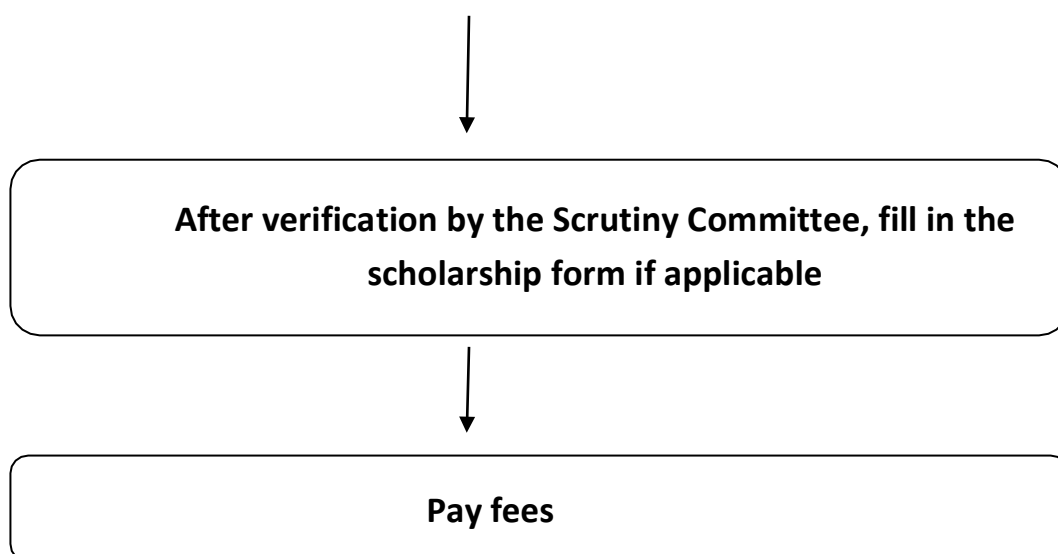 After verification by the Scrutiny Committee, fill in the
scholarship form if applicable
Pay fees